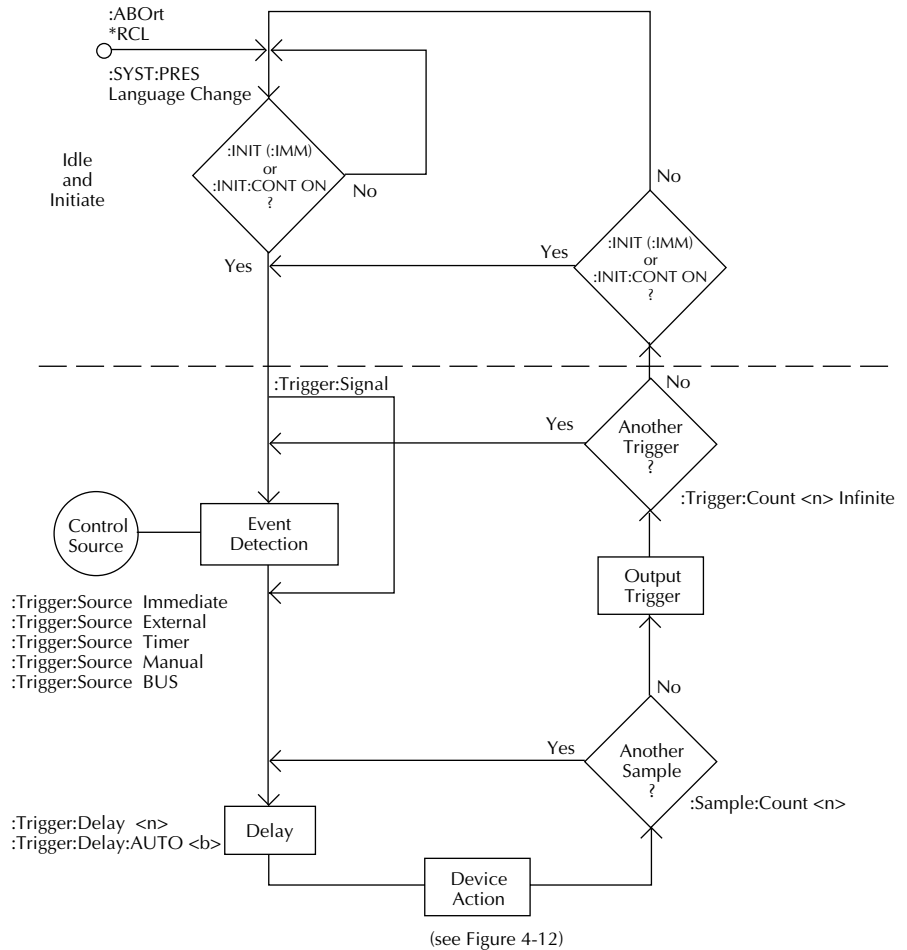 :ABOrt
*RCL
:SYST:PRES
Language Change
Idle
and
Initiate
:INIT (:IMM)
or
:INIT:CONT ON
?
No
Yes
No
:INIT (:IMM)
or
:INIT:CONT ON
?
Yes
:Trigger:Signal
No
Yes
Another
Trigger
?
:Trigger:Count <n> Infinite
Control
Source
Event
Detection
Output
Trigger
:Trigger:Source Immediate
:Trigger:Source External
:Trigger:Source Timer
:Trigger:Source Manual
:Trigger:Source BUS
No
Yes
Another
Sample
?
:Sample:Count <n>
:Trigger:Delay <n>
:Trigger:Delay:AUTO <b>
Delay
Device
Action
(see Figure 4-12)